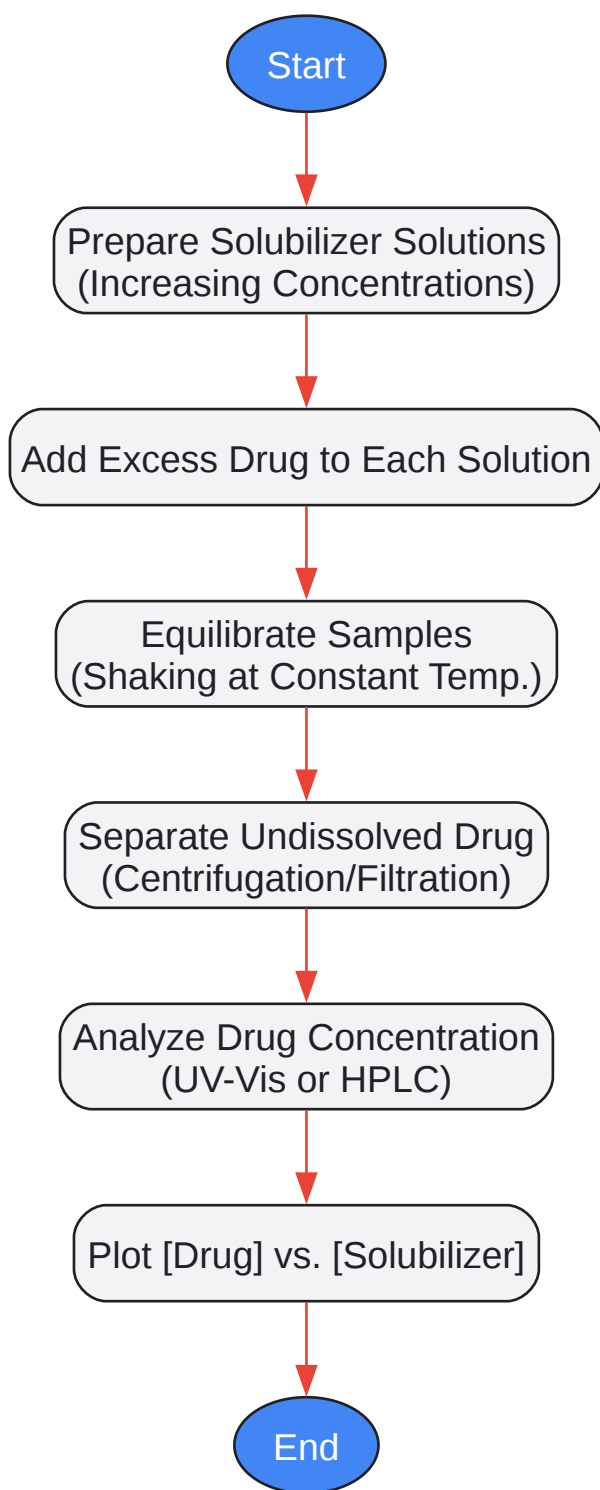 Start
Prepare Solubilizer Solutions
(Increasing Concentrations)
Add Excess Drug to Each Solution
Equilibrate Samples
(Shaking at Constant Temp.)
Separate Undissolved Drug
(Centrifugation/Filtration)
Analyze Drug Concentration
(UV-Vis or HPLC)
Plot [Drug] vs. [Solubilizer]
End